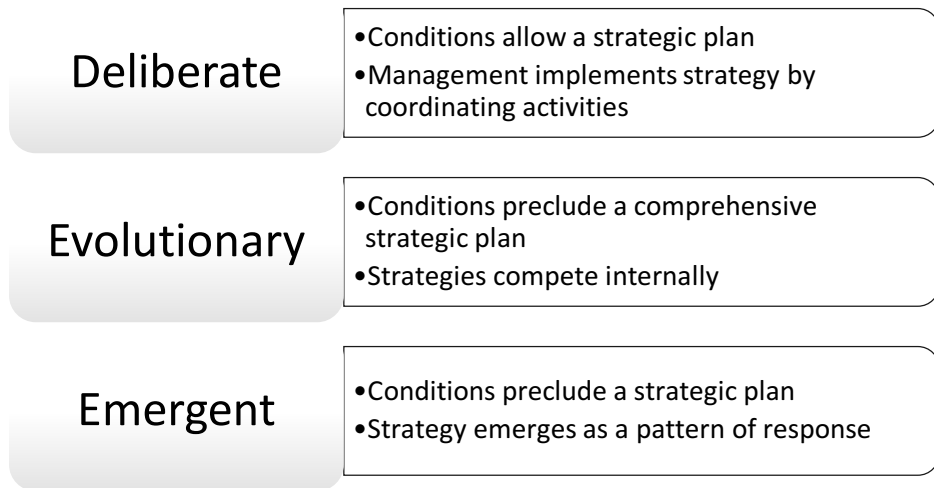 Deliberate
•Conditions allow a strategic plan
•Management implements strategy by
coordinating activities
Evolutionary
•Conditions preclude a comprehensive
strategic plan
•Strategies compete internally
Emergent
•Conditions preclude a strategic plan
•Strategy emerges as a pattern of response